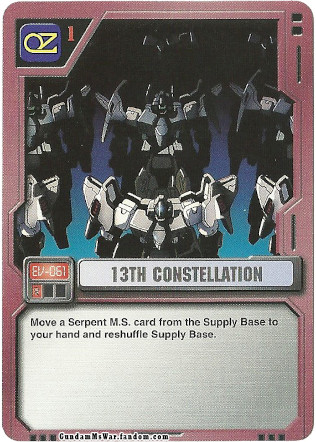 OZ 1
EV-061
13TH CONSTELLATION
Move a Serpent M.S. card from the Supply Base to
your hand and reshuffle Supply Base.
GundamMsWar.fandom.com